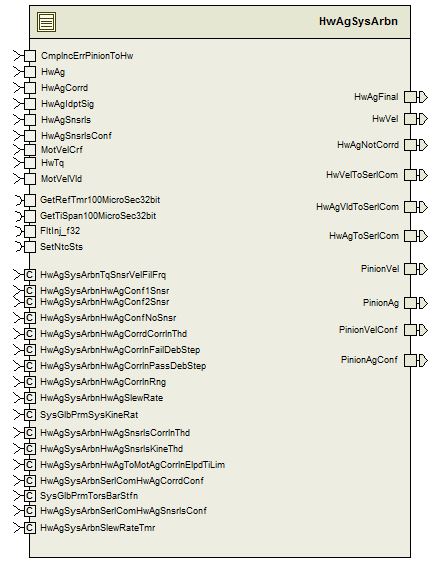 HwAgSysArbn
CmpIncErrPinionToHw
HwAg
HwAgCorrd
HwAgIdptSig
HwAgSnsrls
HwAgSnsrlsConf
MotVelCrf
HwTq
MotVelVld
GetRefTmr100MicroSec32bit
GetTiSpan100MicroSec32bit
FltInj_f32
SetNtcSts
C HwAgSysArbnTqSnsrVelFilFrq
C HwAgSysArbnHwAgConf1Snsr
C HwAgSysArbnHwAgConf2Snsr
C HwAgSysArbnHwAgConfNoSnsr
C HwAgSysArbnHwAgCorrdCorrlnThd
C HwAgSysArbnHwAgCorrlnFailDebStep
C HwAgSysArbnHwAgCorrlnPassDebStep
C HwAgSysArbnHwAgCorrlnRng
C HwAgSysArbnHwAgSlewRate
C SysGlbPrmSysKineRat
C HwAgSysArbnHwAgSnsrlsCorrlnThd
C HwAgSysArbnHwAgSnsrlsKineThd
C HwAgSysArbnHwAgToMotAgCorrlnElpdTiLim
C HwAgSysArbnSerlComHwAgCorrdConf
C SysGlbPrmTorsBarStfn
C HwAgSysArbnSerlComHwAgSnsrlsConf
C HwAgSysArbnSlewRateTmr
HwAgFinal
HwVel
HwAgNotCorrd
HwVelToSerlCom
HwAgVldToSerlCom
HwAgToSerlCom
PinionVel
PinionAg
PinionVelConf
PinionAgConf